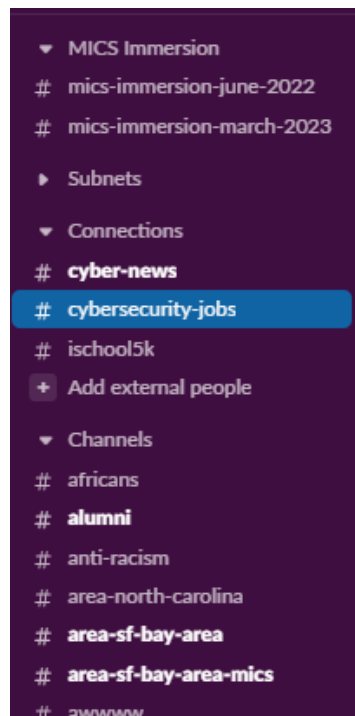 MICS Immersion
# mics-immersion-june-2022
# mics-immersion-march-2023
Subnets
Connections
# cyber-news
# cybersecurity-jobs
# ischool5k
+ Add external people
Channels
# africans
# alumni
# anti-racism
# area-north-carolina
# area-sf-bay-area
# area-sf-bay-area-mics
# awwww